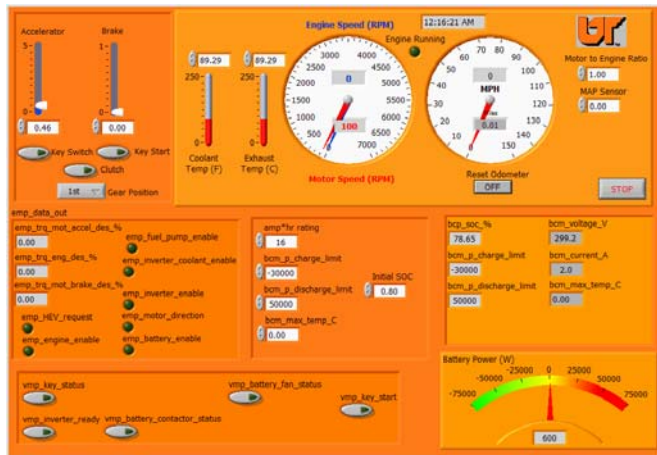 Accelerator
Brake
5
1
0
0
0.46
0.00
Key Switch
Key Start
Clutch
1st
Gear Position
89.29
89.29
250
250
0
0
Coolant
Temp (F)
Exhaust
Temp (C)
Engine Speed (RPM)
12:16:21 AM
Engine Running
0 500 1000 1500 2000 2500 3000 4000 4500 5000 5500 6000 6500 7000
0
100
Motor Speed (RPM)
0 15 30 40 50 60 70 80 90 100 110 120 130 140 150
0
MPH
0.01
Reset Odometer
OFF
UT
Motor to Engine Ratio
1.00
MAP Sensor
0.00
STOP
emp_data_out
emp_trq_mot_accel_des_%
0.00
emp_trq_eng_des_%
0.00
emp_trq_mot_brake_des_%
0.00
emp_HEV_request
emp_engine_enable
emp_fuel_pump_enable
emp_inverter_coolant_enable
emp_inverter_enable
emp_motor_direction
emp_battery_enable
amp*hr rating
16
bcm_p_charge_limit
-30000
bcm_p_discharge_limit
50000
bcm_max_temp_C
0.00
Initial SOC
0.80
bcp_soc_%
78.65
bcm_p_charge_limit
-30000
bcm_p_discharge_limit
50000
bcm_voltage_V
299.2
bcm_current_A
2.0
bcm_max_temp_C
0.00
vmp_key_status
vmp_battery_fan_status
vmp_key_start
vmp_inverter_ready
vmp_battery_contactor_status
Battery Power (W)
-75000 -50000 -25000 0 25000 50000 75000
600